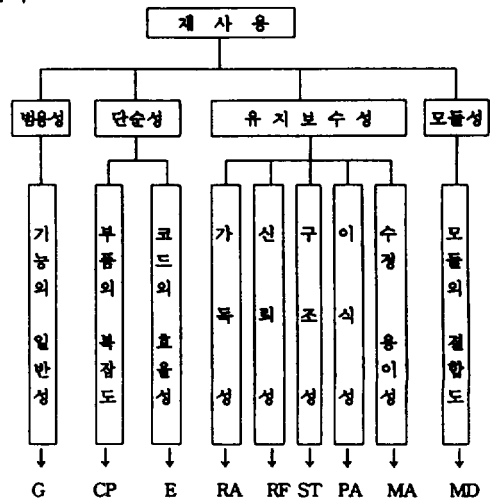 재 사 용
범용성 단순성 유 지 보 수 성 모듈성
기능의 일반성
부품의 복잡도
코드의 효율성
가 독 성
신 뢰 성
구 조 성
이 식 성
수정 용이성
모듈의 결합도
G CP E RA RF ST PA MA MD